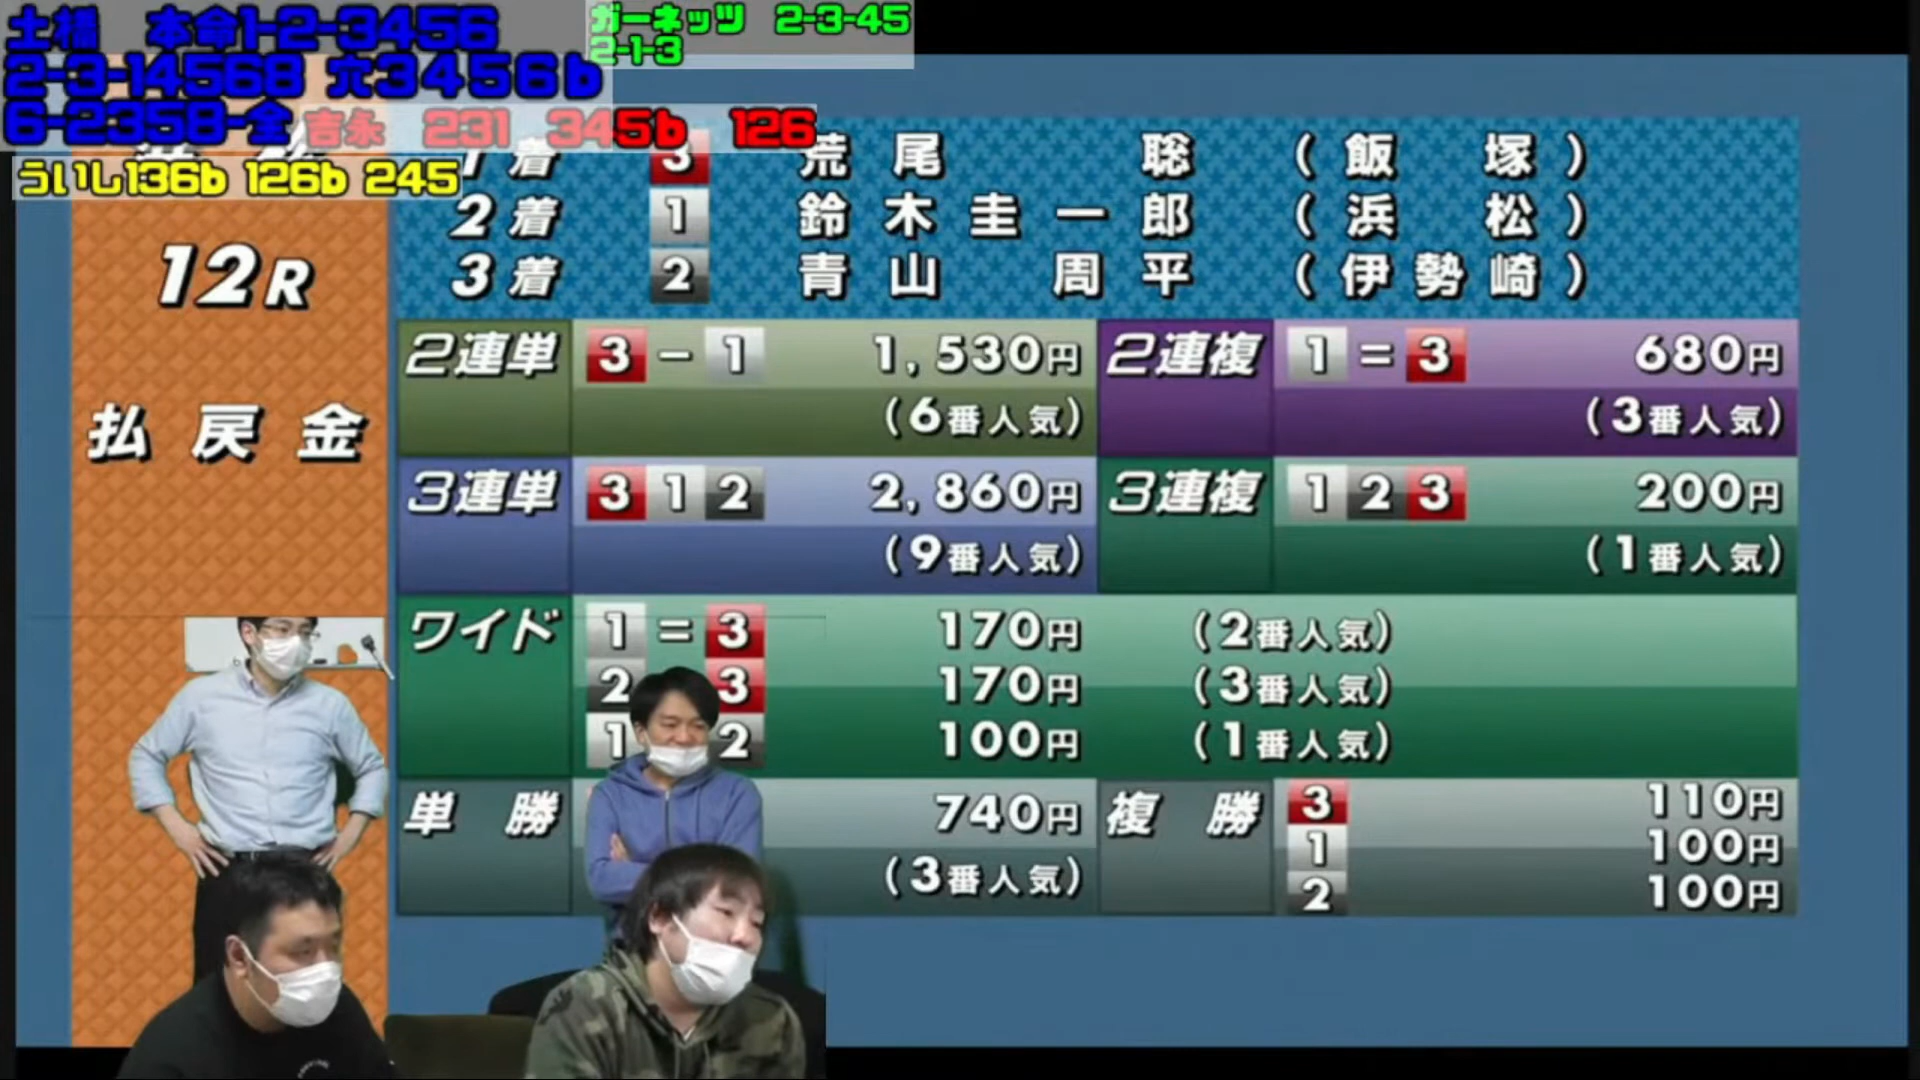 土橋 本命1-2-3456
2-3-14568 穴3456b
6-2358-全
ガーネッツ 2-3-45
2-1-3
吉永 231 345b 126
ういし136b 126b 245
12R
払戻金
1着 3 荒尾 聡 (飯塚)
2着 1 鈴木圭一郎 (浜松)
3着 2 青山周平 (伊勢崎)
2連単 3-1 1,530円
(6番人気)
2連複 1=3 680円
(3番人気)
3連単 3 1 2 2,860円
(9番人気)
3連複 1 2 3 200円
(1番人気)
ワイド 1=3 170円 (2番人気)
2 3 170円 (3番人気)
1 2 100円 (1番人気)
単勝 740円
(3番人気)
複勝 3 110円
1 100円
2 100円